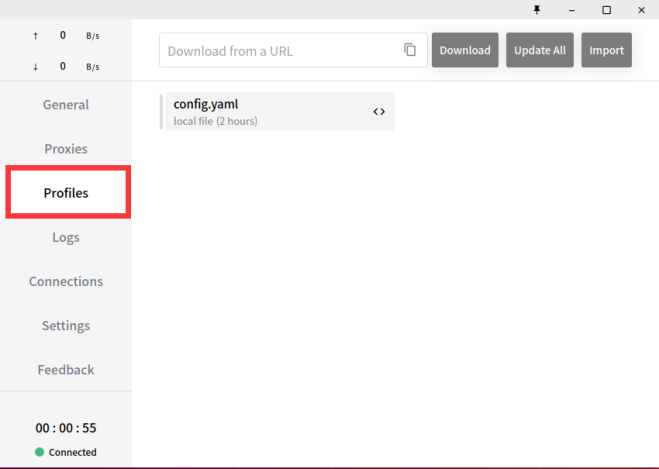 ↑ 0 B/s
↓ 0 B/s
Download from a URL
Download
Update All
Import
General
Proxies
Profiles
Logs
Connections
Settings
Feedback
config.yaml
local file (2 hours)
00 : 00 : 55
Connected